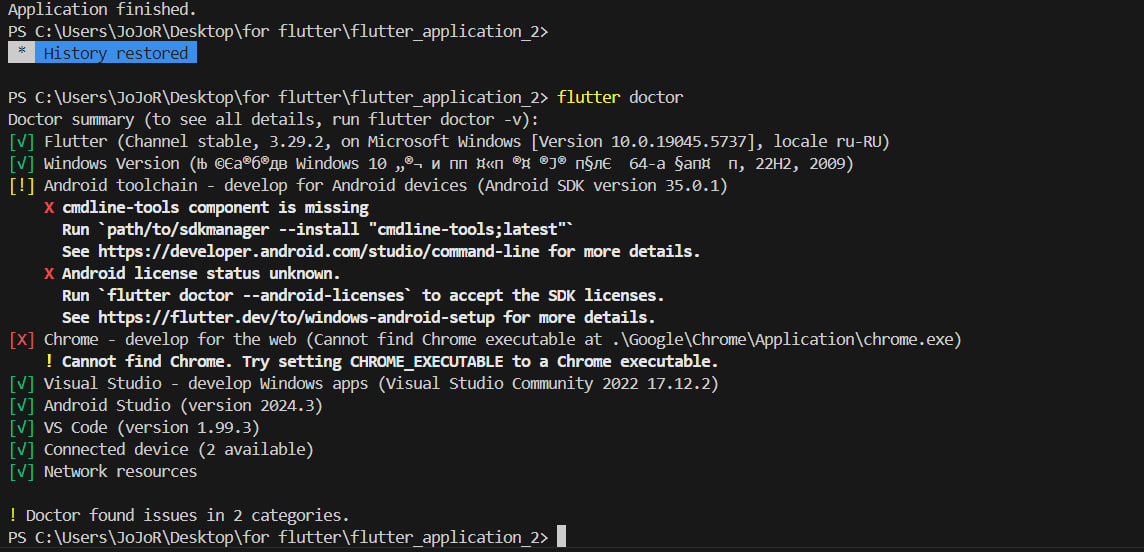 Application finished.
PS C:\Users\JoJoR\Desktop\for flutter\flutter_application_2>
* History restored
PS C:\Users\JoJoR\Desktop\for flutter\flutter_application_2> flutter doctor
Doctor summary (to see all details, run flutter doctor -v):
[√] Flutter (Channel stable, 3.29.2, on Microsoft Windows [Version 10.0.19045.5737], locale ru-RU)
[√] Windows Version (Windows 10 64-а 22H2, 2009)
[!] Android toolchain - develop for Android devices (Android SDK version 35.0.1)
X cmdline-tools component is missing
Run `path/to/sdkmanager --install "cmdline-tools;latest"`
See https://developer.android.com/studio/command-line for more details.
X Android license status unknown.
Run `flutter doctor --android-licenses` to accept the SDK licenses.
See https://flutter.dev/to/windows-android-setup for more details.
[X] Chrome - develop for the web (Cannot find Chrome executable at .\Google\Chrome\Application\chrome.exe)
! Cannot find Chrome. Try setting CHROME_EXECUTABLE to a Chrome executable.
[√] Visual Studio - develop Windows apps (Visual Studio Community 2022 17.12.2)
[√] Android Studio (version 2024.3)
[√] VS Code (version 1.99.3)
[√] Connected device (2 available)
[√] Network resources
! Doctor found issues in 2 categories.
PS C:\Users\JoJoR\Desktop\for flutter\flutter_application_2>